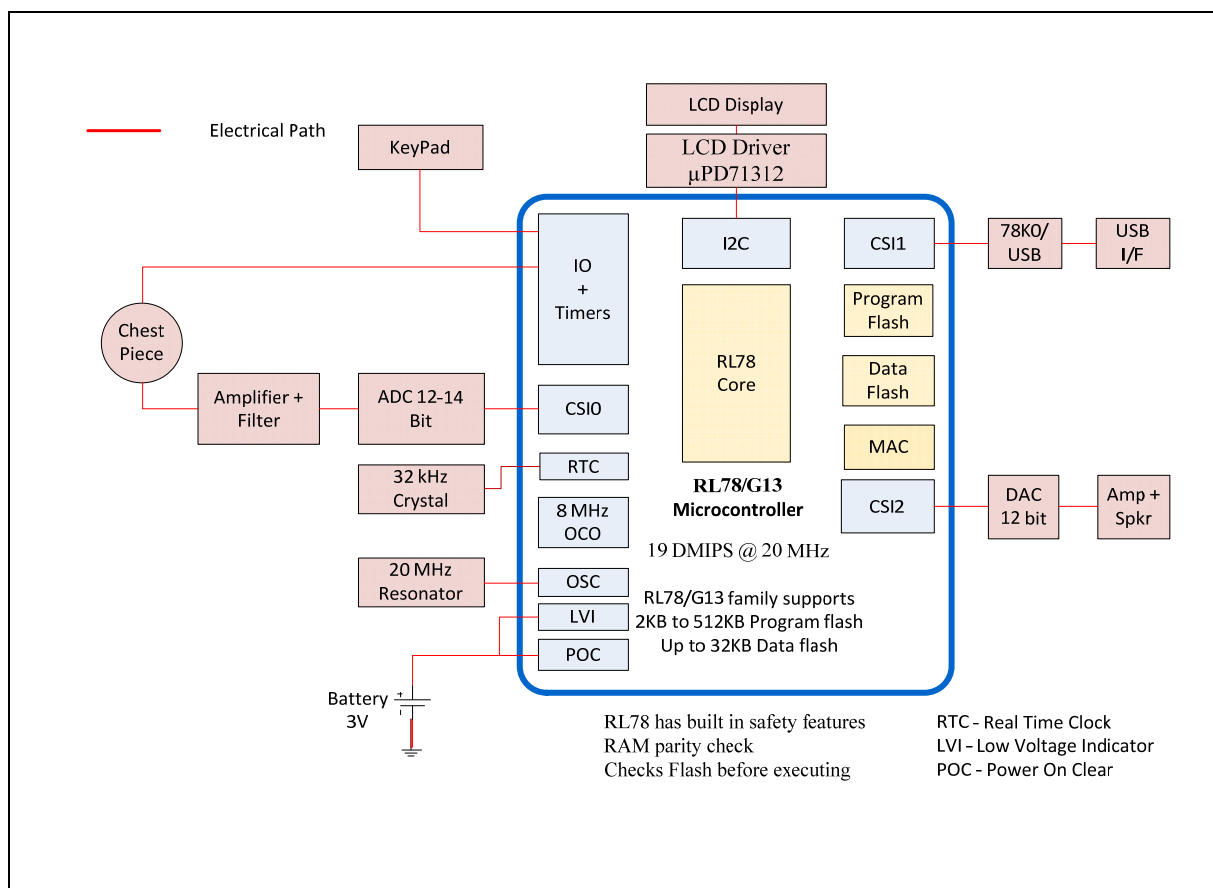 LCD Display
Electrical Path
KeyPad
LCD Driver
µPD71312
IO
+
Timers
I2C
CSI1
78K0/
USB
USB
I/F
Program
Flash
Chest
Piece
RL78
Core
Data
Flash
Amplifier +
Filter
ADC 12-14
Bit
CSI0
MAC
32 kHz
Crystal
RTC
RL78/G13
Microcontroller
CSI2
DAC
12 bit
Amp +
Spkr
8 MHz
OCO
19 DMIPS @ 20 MHz
20 MHz
Resonator
OSC
LVI
POC
RL78/G13 family supports
2KB to 512KB Program flash
Up to 32KB Data flash
Battery
3V
+
-
RL78 has built in safety features
RAM parity check
Checks Flash before executing
RTC - Real Time Clock
LVI - Low Voltage Indicator
POC - Power On Clear